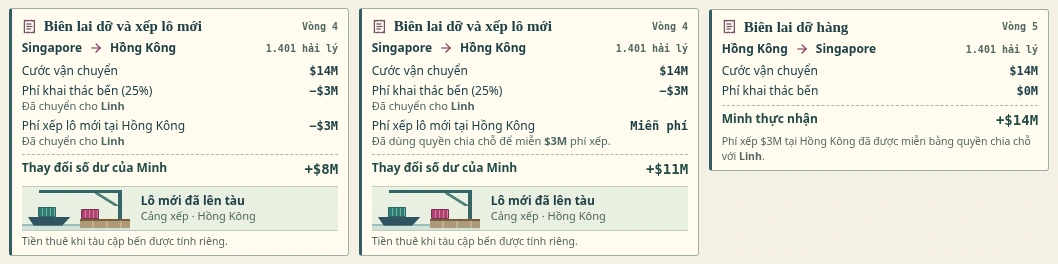 Biên lai dỡ và xếp lô mới Vòng 4
Singapore → Hồng Kông 1.401 hải lý
Cước vận chuyển $14M
Phí khai thác bến (25%) −$3M
Đã chuyển cho Linh
Phí xếp lô mới tại Hồng Kông −$3M
Đã chuyển cho Linh
Thay đổi số dư của Minh +$8M
Lô mới đã lên tàu
Cảng xếp · Hồng Kông
Tiền thuê khi tàu cập bến được tính riêng.
Biên lai dỡ và xếp lô mới Vòng 4
Singapore → Hồng Kông 1.401 hải lý
Cước vận chuyển $14M
Phí khai thác bến (25%) −$3M
Đã chuyển cho Linh
Phí xếp lô mới tại Hồng Kông Miễn phí
Đã dùng quyền chia chỗ để miễn $3M phí xếp.
Thay đổi số dư của Minh +$11M
Lô mới đã lên tàu
Cảng xếp · Hồng Kông
Tiền thuê khi tàu cập bến được tính riêng.
Biên lai dỡ hàng Vòng 5
Hồng Kông → Singapore 1.401 hải lý
Cước vận chuyển $14M
Phí khai thác bến $0M
Minh thực nhận +$14M
Phí xếp $3M tại Hồng Kông đã được miễn bằng quyền chia chỗ
với Linh.